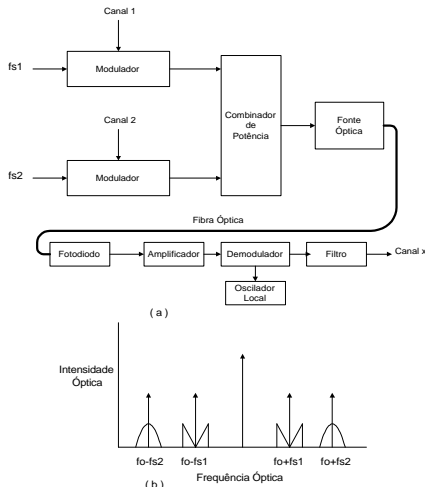 Canal 1
fs1
Modulador
Canal 2
fs2
Modulador
Combinador
de
Potência
Fonte
Óptica
Fibra Óptica
Fotodiodo
Amplificador
Demodulador
Filtro
Canal x
Oscilador
Local
( a )
Intensidade
Óptica
fo-fs2
fo-fs1
fo+fs1
fo+fs2
Frequência Óptica
( b )